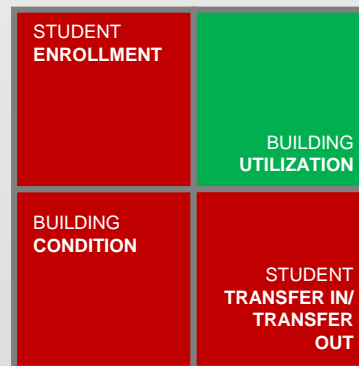 STUDENT
ENROLLMENT
BUILDING
UTILIZATION
BUILDING
CONDITION
STUDENT
TRANSFER IN/
TRANSFER
OUT